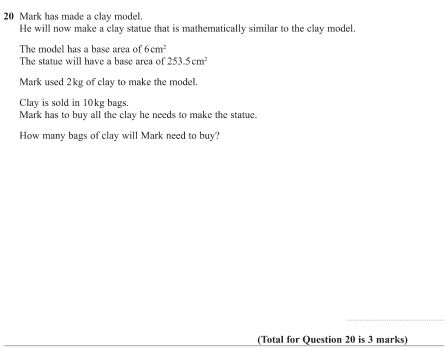 20 Mark has made a clay model.
He will now make a clay statue that is mathematically similar to the clay model.
The model has a base area of 6 cm²
The statue will have a base area of 253.5 cm²
Mark used 2 kg of clay to make the model.
Clay is sold in 10 kg bags.
Mark has to buy all the clay he needs to make the statue.
How many bags of clay will Mark need to buy?
(Total for Question 20 is 3 marks)